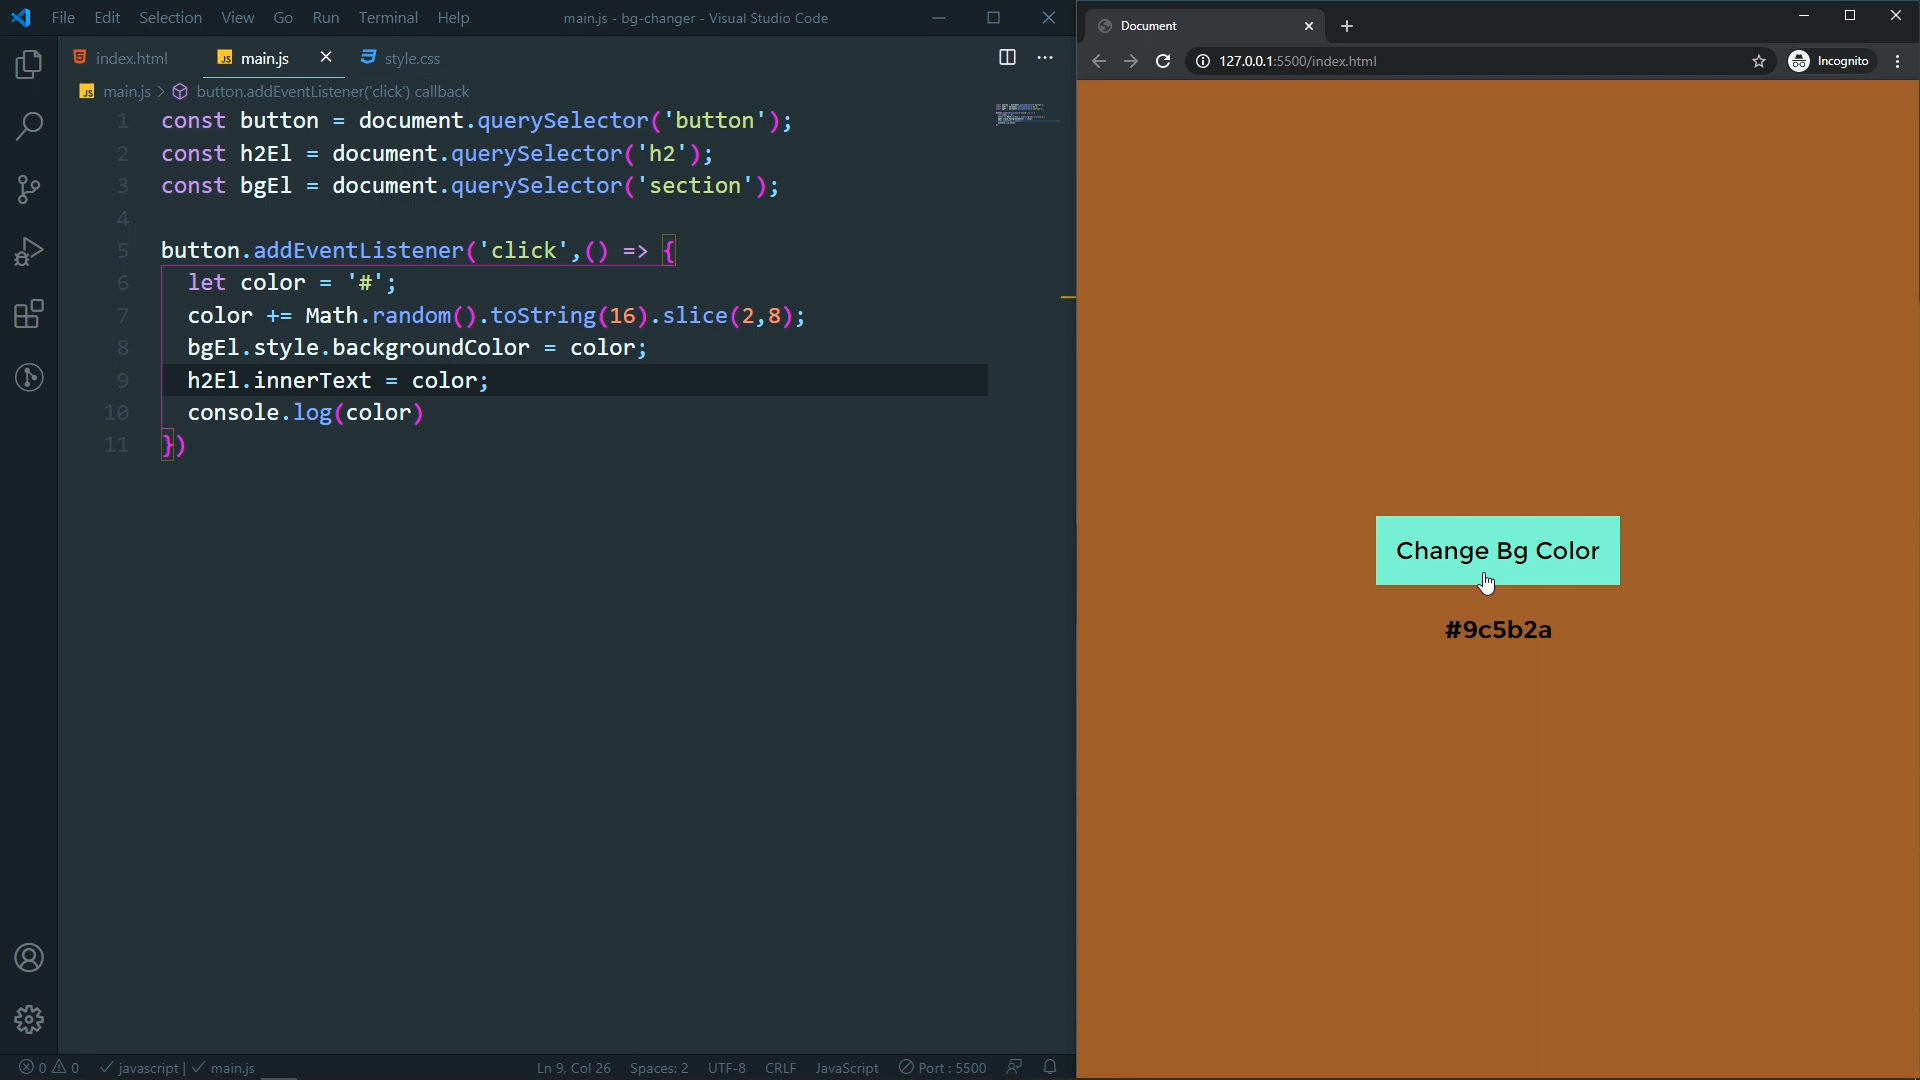 File Edit Selection View Go Run Terminal Help
main.js - bg-changer - Visual Studio Code
index.html
JS main.js
style.css
JS main.js > button.addEventListener('click') callback
1 const button = document.querySelector('button');
2 const h2El = document.querySelector('h2');
3 const bgEl = document.querySelector('section');
4
5 button.addEventListener('click',() => {
6 let color = '#';
7 color += Math.random().toString(16).slice(2,8);
8 bgEl.style.backgroundColor = color;
9 h2El.innerText = color;
10 console.log(color)
11 })
0 0 javascript | main.js
Ln 9, Col 26 Spaces: 2 UTF-8 CRLF JavaScript Port : 5500
Document
127.0.0.1:5500/index.html
Incognito
Change Bg Color
#9c5b2a